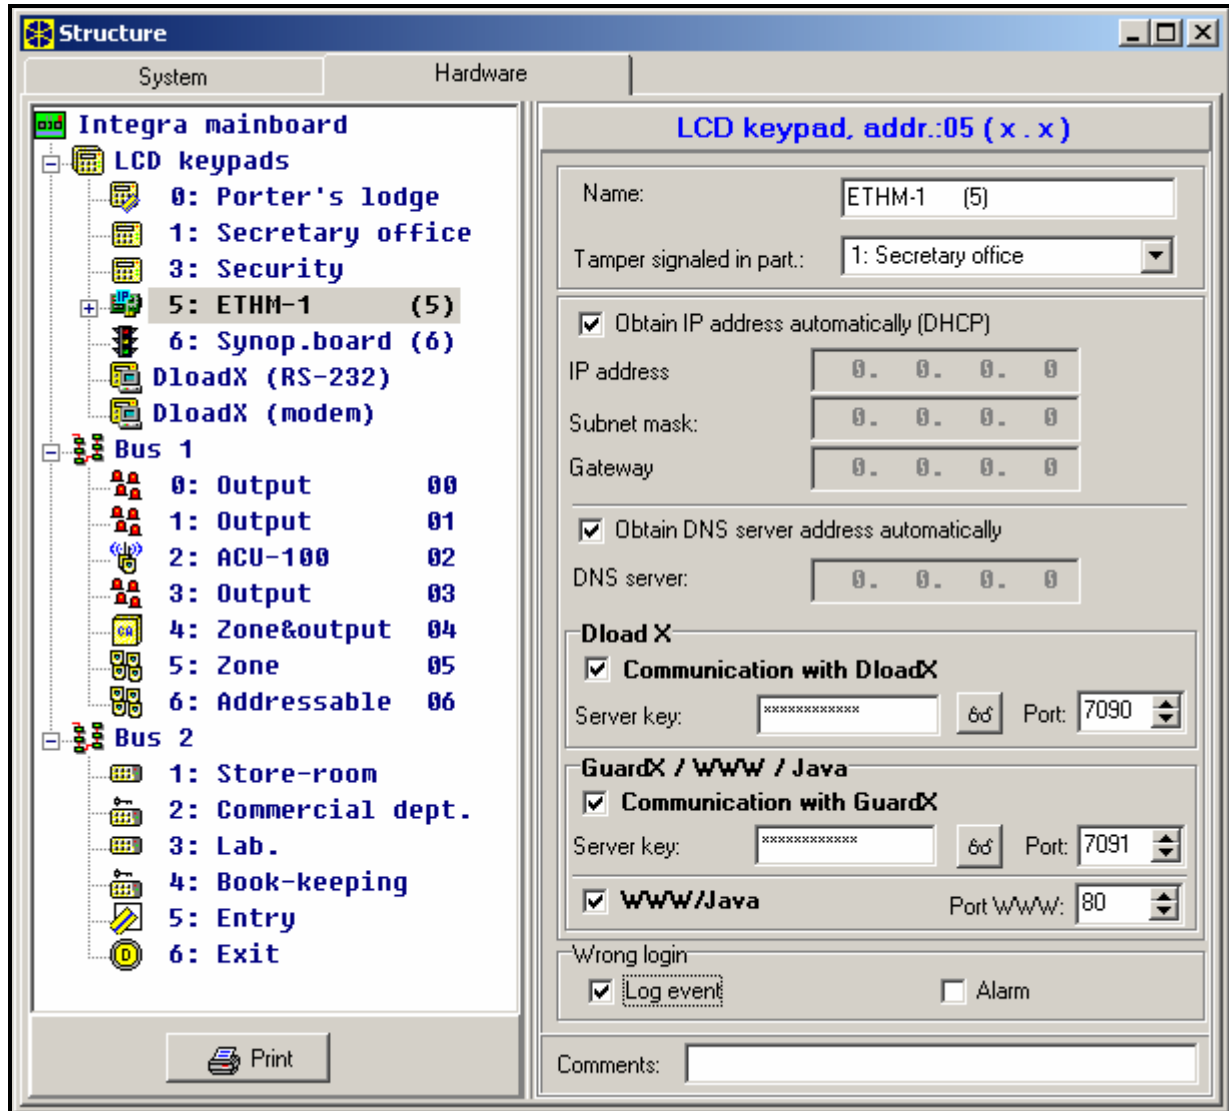 Structure
System
Hardware
Integra mainboard
LCD keypads
0: Porter's lodge
1: Secretary office
3: Security
5: ETHM-1 (5)
6: Synop.board (6)
DloadX (RS-232)
DloadX (modem)
Bus 1
0: Output 00
1: Output 01
2: ACU-100 02
3: Output 03
4: Zone&output 04
5: Zone 05
6: Addressable 06
Bus 2
1: Store-room
2: Commercial dept.
3: Lab.
4: Book-keeping
5: Entry
6: Exit
Print
LCD keypad, addr.:05 ( x . x )
Name: ETHM-1 (5)
Tamper signaled in part.: 1: Secretary office
Obtain IP address automatically (DHCP)
IP address 0. 0. 0. 0
Subnet mask: 0. 0. 0. 0
Gateway 0. 0. 0. 0
Obtain DNS server address automatically
DNS server: 0. 0. 0. 0
Dload X
Communication with DloadX
Server key: ************ Port: 7090
GuardX / WWW / Java
Communication with GuardX
Server key: ************ Port: 7091
WWW/Java Port WWW: 80
Wrong login
Log event Alarm
Comments: